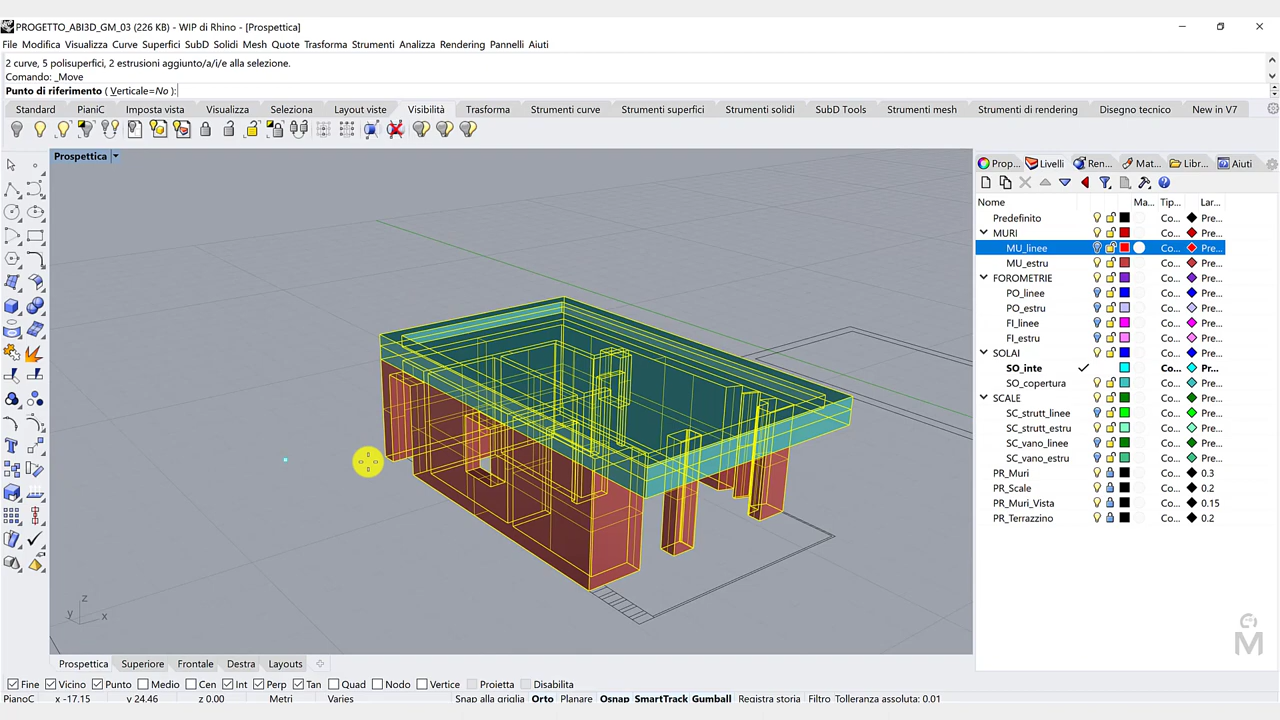 PROGETTO_ABI3D_GM_03 (226 KB) - WIP di Rhino - [Prospettica]
File Modifica Visualizza Curve Superfici SubD Solidi Mesh Quote Trasforma Strumenti Analizza Rendering Pannelli Aiuti
2 curve, 5 polisuperfici, 2 estrusioni aggiunto/a/i/e alla selezione.
Comando: _Move
Punto di riferimento ( Verticale=No ):
Standard PianiC Imposta vista Visualizza Seleziona Layout viste Visibilità Trasforma Strumenti curve Strumenti superfici Strumenti solidi SubD Tools Strumenti mesh Strumenti di rendering Disegno tecnico New in V7
Prospettica
Prop... Livelli Ren... Mat... Libr... Aiuti
Nome Ma... Tip... Lar...
Predefinito Co... Pre...
MURI Co... Pre...
MU_linee Co... Pre...
MU_estru Co... Pre...
FOROMETRIE Co... Pre...
PO_linee Co... Pre...
PO_estru Co... Pre...
FI_linee Co... Pre...
FI_estru Co... Pre...
SOLAI Co... Pre...
SO_inte Co... Pr...
SO_copertura Co... Pre...
SCALE Co... Pre...
SC_strutt_linee Co... Pre...
SC_strutt_estru Co... Pre...
SC_vano_linee Co... Pre...
SC_vano_estru Co... Pre...
PR_Muri Co... 0.3
PR_Scale Co... 0.2
PR_Muri_Vista Co... 0.15
PR_Terrazzino Co... 0.2
z
y
x
M
Prospettica Superiore Frontale Destra Layouts
Fine Vicino Punto Medio Cen Int Perp Tan Quad Nodo Vertice Proietta Disabilita
PianoC x -17.15 y 24.46 z 0.00 Metri Varies Snap alla griglia Orto Planare Osnap SmartTrack Gumball Registra storia Filtro Tolleranza assoluta: 0.01